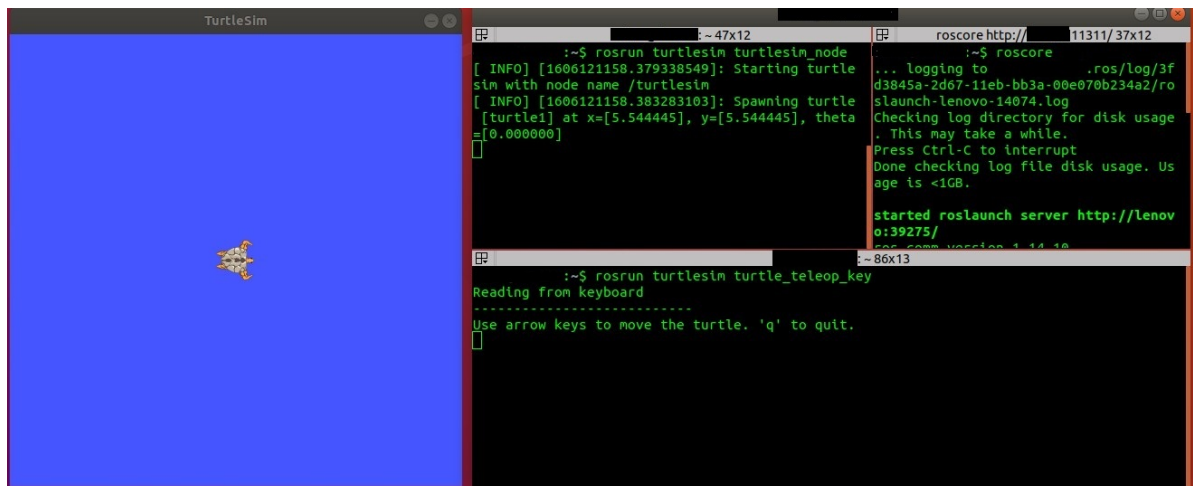 TurtleSim
: ~ 47x12
:~$ rosrun turtlesim turtlesim_node
[ INFO] [1606121158.379338549]: Starting turtle
sim with node name /turtlesim
[ INFO] [1606121158.383283103]: Spawning turtle
[turtle1] at x=[5.544445], y=[5.544445], theta
=[0.000000]
roscore http:// 11311/ 37x12
:~$ roscore
... logging to .ros/log/3f
d3845a-2d67-11eb-bb3a-00e070b234a2/ro
slaunch-lenovo-14074.log
Checking log directory for disk usage
. This may take a while.
Press Ctrl-C to interrupt
Done checking log file disk usage. Us
age is <1GB.
started roslaunch server http://lenov
o:39275/
ros_comm version 1.14.10
: ~ 86x13
:~$ rosrun turtlesim turtle_teleop_key
Reading from keyboard
---------------------------
Use arrow keys to move the turtle. 'q' to quit.